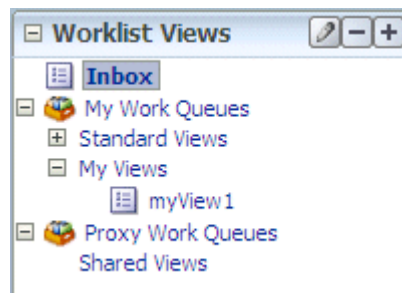 Worklist Views
Inbox
My Work Queues
Standard Views
My Views
myView1
Proxy Work Queues
Shared Views